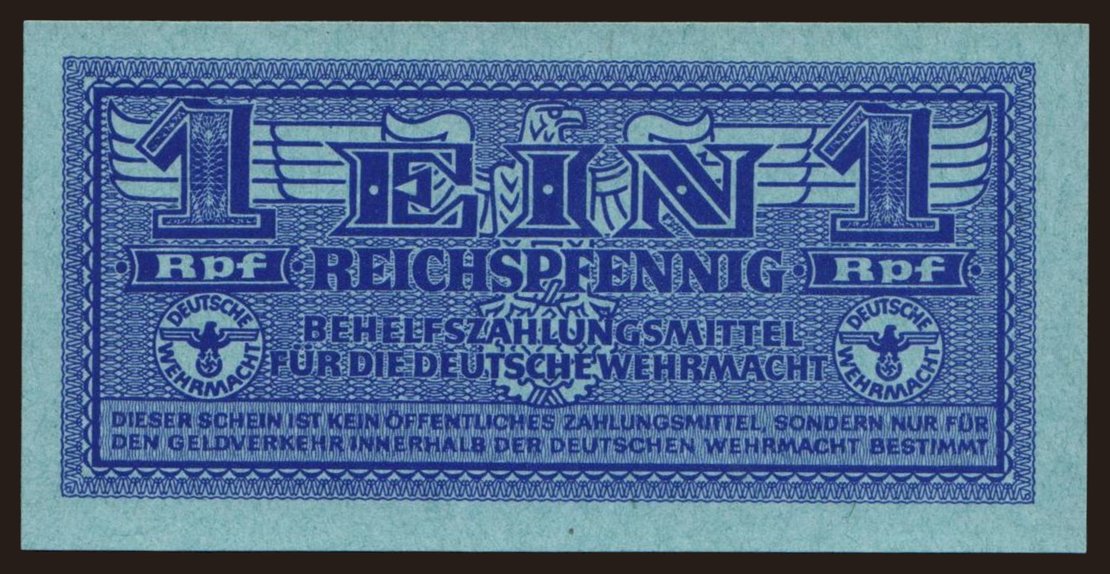 1 EIN 1
Rpf REICHSPFENNIG Rpf
BEHELFSZAHLUNGSMITTEL
FÜR DIE DEUTSCHE WEHRMACHT
DEUTSCHE WEHRMACHT
DEUTSCHE WEHRMACHT
DIESER SCHEIN IST KEIN ÖFFENTLICHES ZAHLUNGSMITTEL, SONDERN NUR FÜR
DEN GELDVERKEHR INNERHALB DER DEUTSCHEN WEHRMACHT BESTIMMT